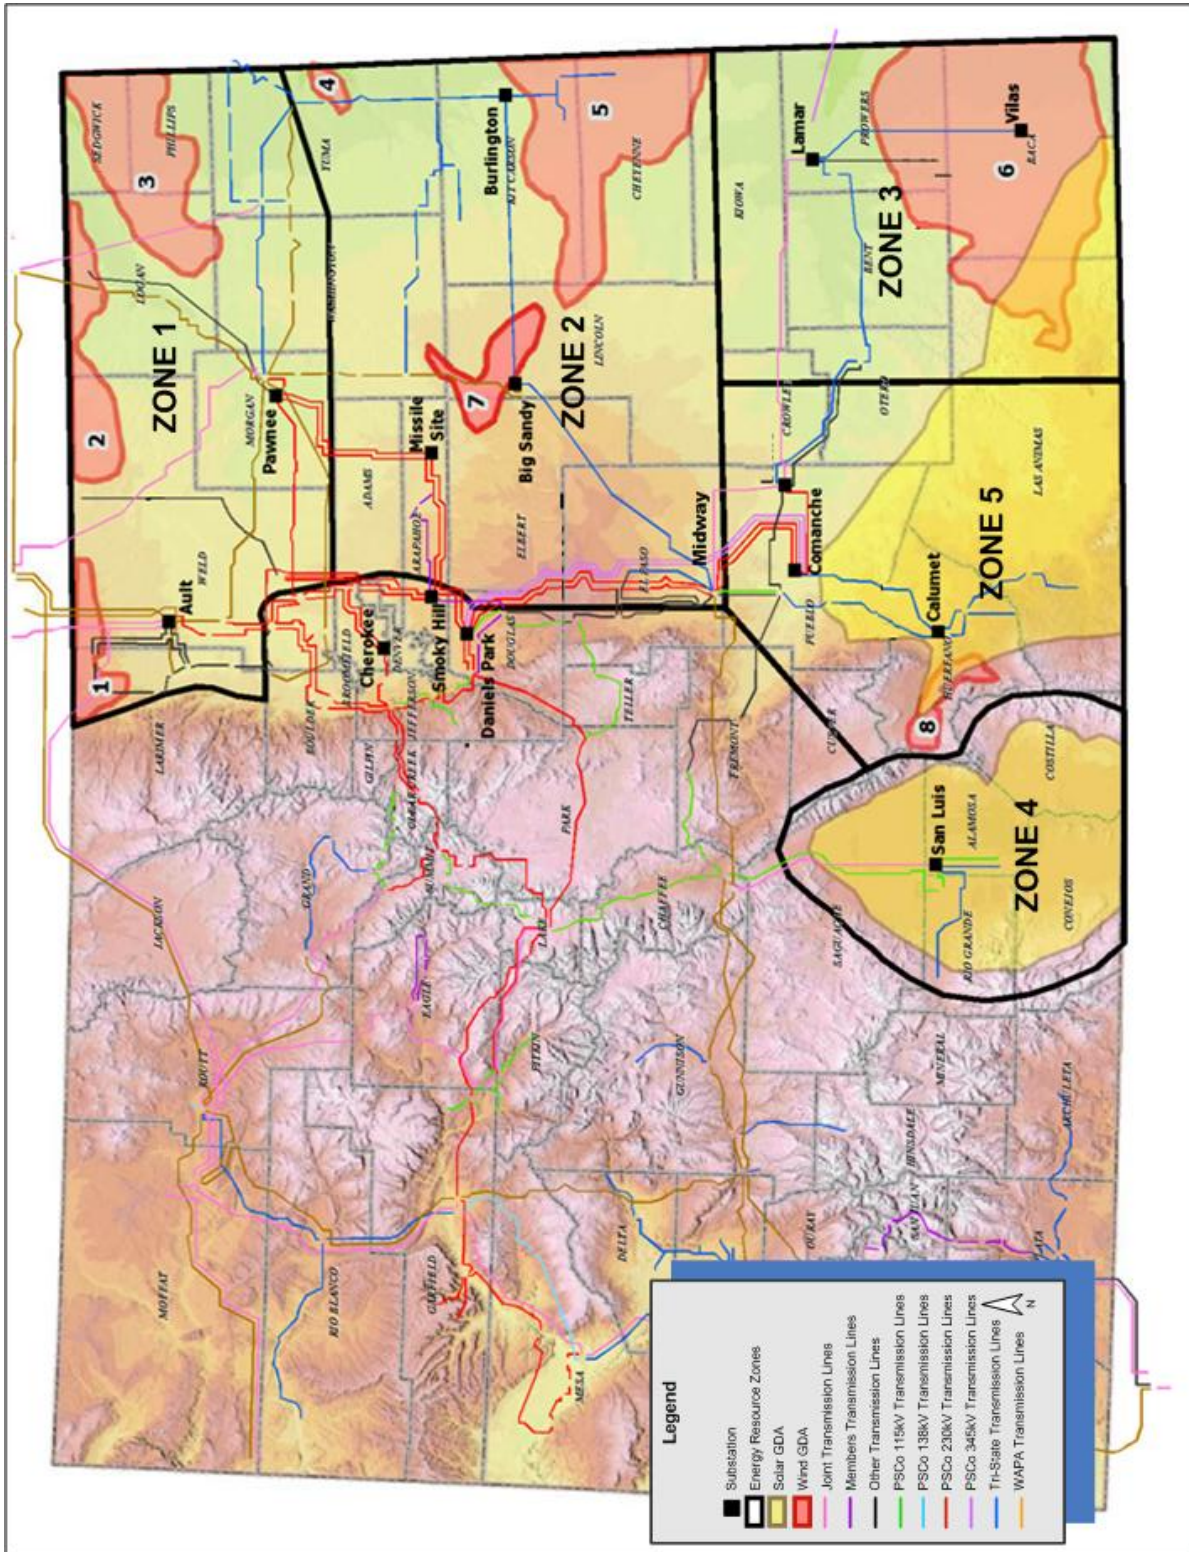 MOFFAT
ROUTT
JACKSON
LARIMER
1
Ault
WELD
2
LOGAN
3
SEDGWICK
PHILLIPS
ZONE 1
MORGAN
Pawnee
WASHINGTON
YUMA
4
RIO BLANCO
GRAND
BOULDER
GILPIN
BROOMFIELD
Cherokee
DENVER
ADAMS
ARAPAHOE
Missile
Site
GARFIELD
EAGLE
SUMMIT
CLEAR CREEK
JEFFERSON
Smoky Hill
Daniels Park
DOUGLAS
ELBERT
7
Big Sandy
ZONE 2
LINCOLN
Burlington
KIT CARSON
5
CHEYENNE
MESA
DELTA
PITKIN
LAKE
PARK
TELLER
EL PASO
Midway
GUNNISON
CHAFFEE
FREMONT
PUEBLO
Comanche
L
CROWLEY
KIOWA
Lamar
PROWERS
BENT
ZONE 3
OTERO
OURAY
SAN JUAN
HINSDALE
MINERAL
SAGUACHE
CUSTER
8
HUERFANO
Calumet
ZONE 5
LAS ANIMAS
6
Vilas
BACA
ARCHULETA
RIO GRANDE
San Luis
ALAMOSA
ZONE 4
CONEJOS
COSTILLA
Legend
Substation
Energy Resource Zones
Solar GDA
Wind GDA
Joint Transmission Lines
Members Transmission Lines
Other Transmission Lines
PSCo 115kV Transmission Lines
PSCo 138kV Transmission Lines
PSCo 230kV Transmission Lines
PSCo 345kV Transmission Lines
Tri-State Transmission Lines
WAPA Transmission Lines
N